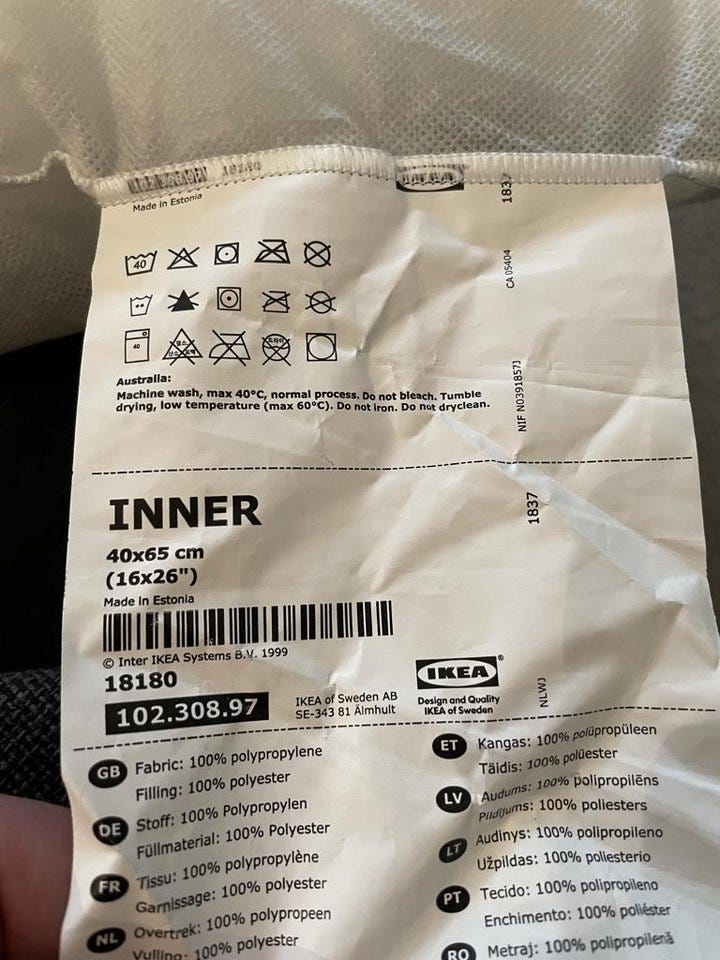 Made in Estonia
1837
40
CA 05404
40
Australia:
Machine wash, max 40°C, normal process. Do not bleach. Tumble
drying, low temperature (max 60°C). Do not iron. Do not dryclean.
NIF N0391857J
INNER
1837
40x65 cm
(16x26")
Made in Estonia
© Inter IKEA Systems B.V. 1999
18180
102.308.97
IKEA of Sweden AB
SE-343 81 Älmhult
IKEA®
Design and Quality
IKEA of Sweden
NLWJ
GB Fabric: 100% polypropylene
Filling: 100% polyester
DE Stoff: 100% Polypropylen
Füllmaterial: 100% Polyester
FR Tissu: 100% polypropylène
Garnissage: 100% polyester
NL Overtrek: 100% polypropeen
Vulling: 100% polyester
ET Kangas: 100% polüpropüleen
Täidis: 100% polüester
LV Audums: 100% polipropilēns
Pildījums: 100% poliesters
LT Audinys: 100% polipropileno
Užpildas: 100% poliesterio
PT Tecido: 100% polipropileno
Enchimento: 100% poliéster
RO Metraj: 100% polipropilenă